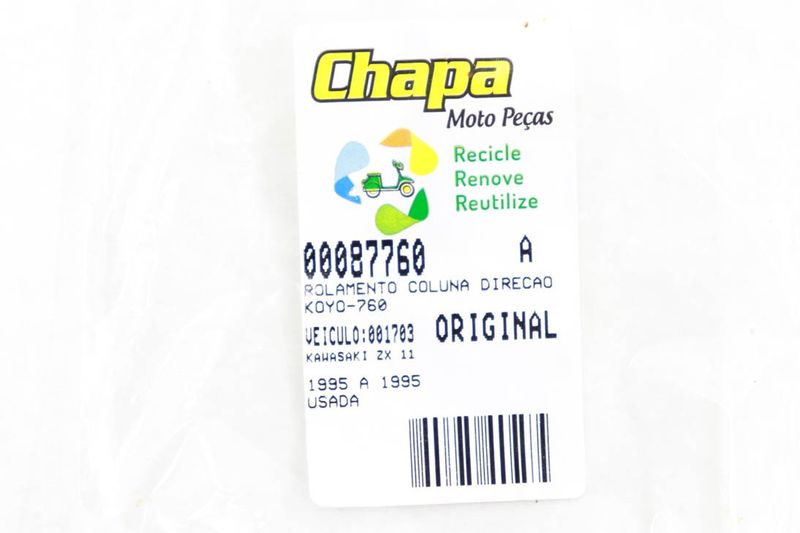 Chapa
Moto Peças
Recicle
Renove
Reutilize
00087760 A
ROLAMENTO COLUNA DIRECAO
KOYO-760
VEICULO:001703 ORIGINAL
KAWASAKI ZX 11
1995 A 1995
USADA